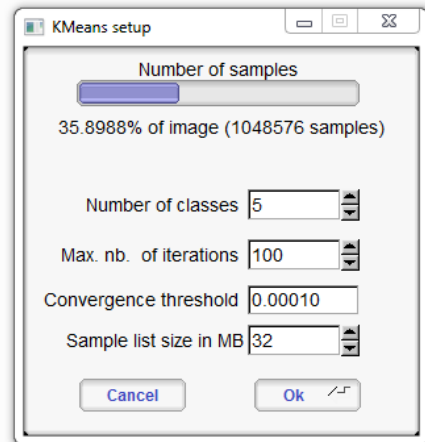 KMeans setup
Number of samples
35.8988% of image (1048576 samples)
Number of classes 5
Max. nb. of iterations 100
Convergence threshold 0.00010
Sample list size in MB 32
Cancel Ok